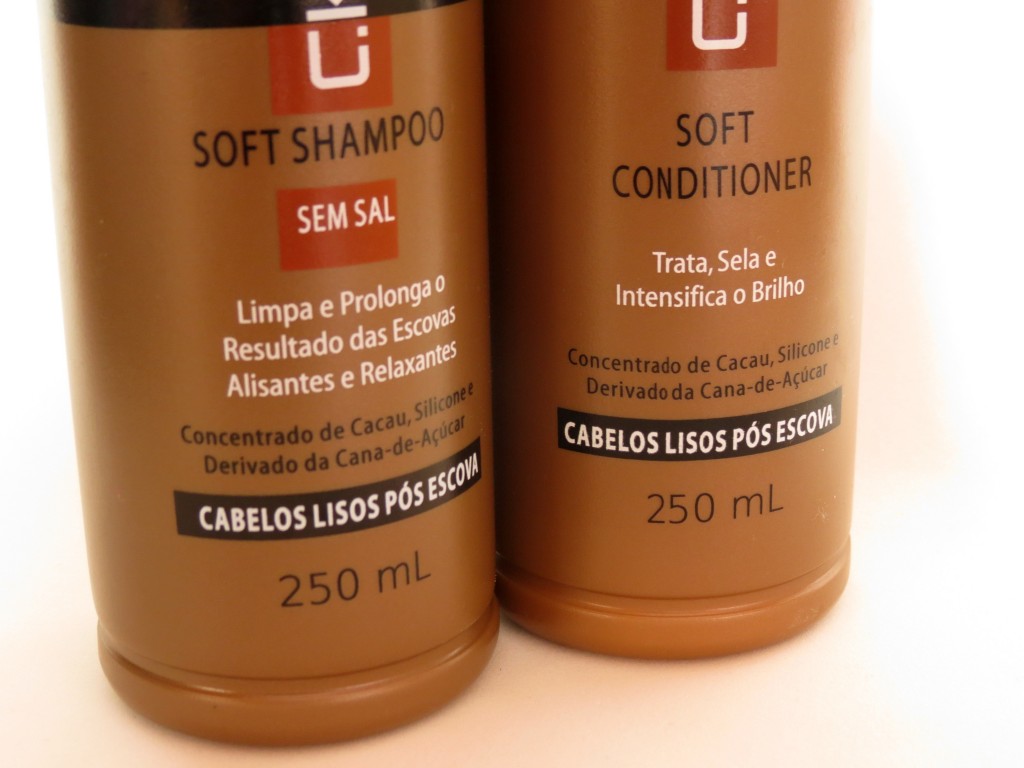 SOFT SHAMPOO
SEM SAL
Limpa e Prolonga o
Resultado das Escovas
Alisantes e Relaxantes
Concentrado de Cacau, Silicone e
Derivado da Cana-de-Açúcar
CABELOS LISOS PÓS ESCOVA
250 mL
SOFT
CONDITIONER
Trata, Sela e
Intensifica o Brilho
Concentrado de Cacau, Silicone e
Derivado da Cana-de-Açúcar
CABELOS LISOS PÓS ESCOVA
250 mL